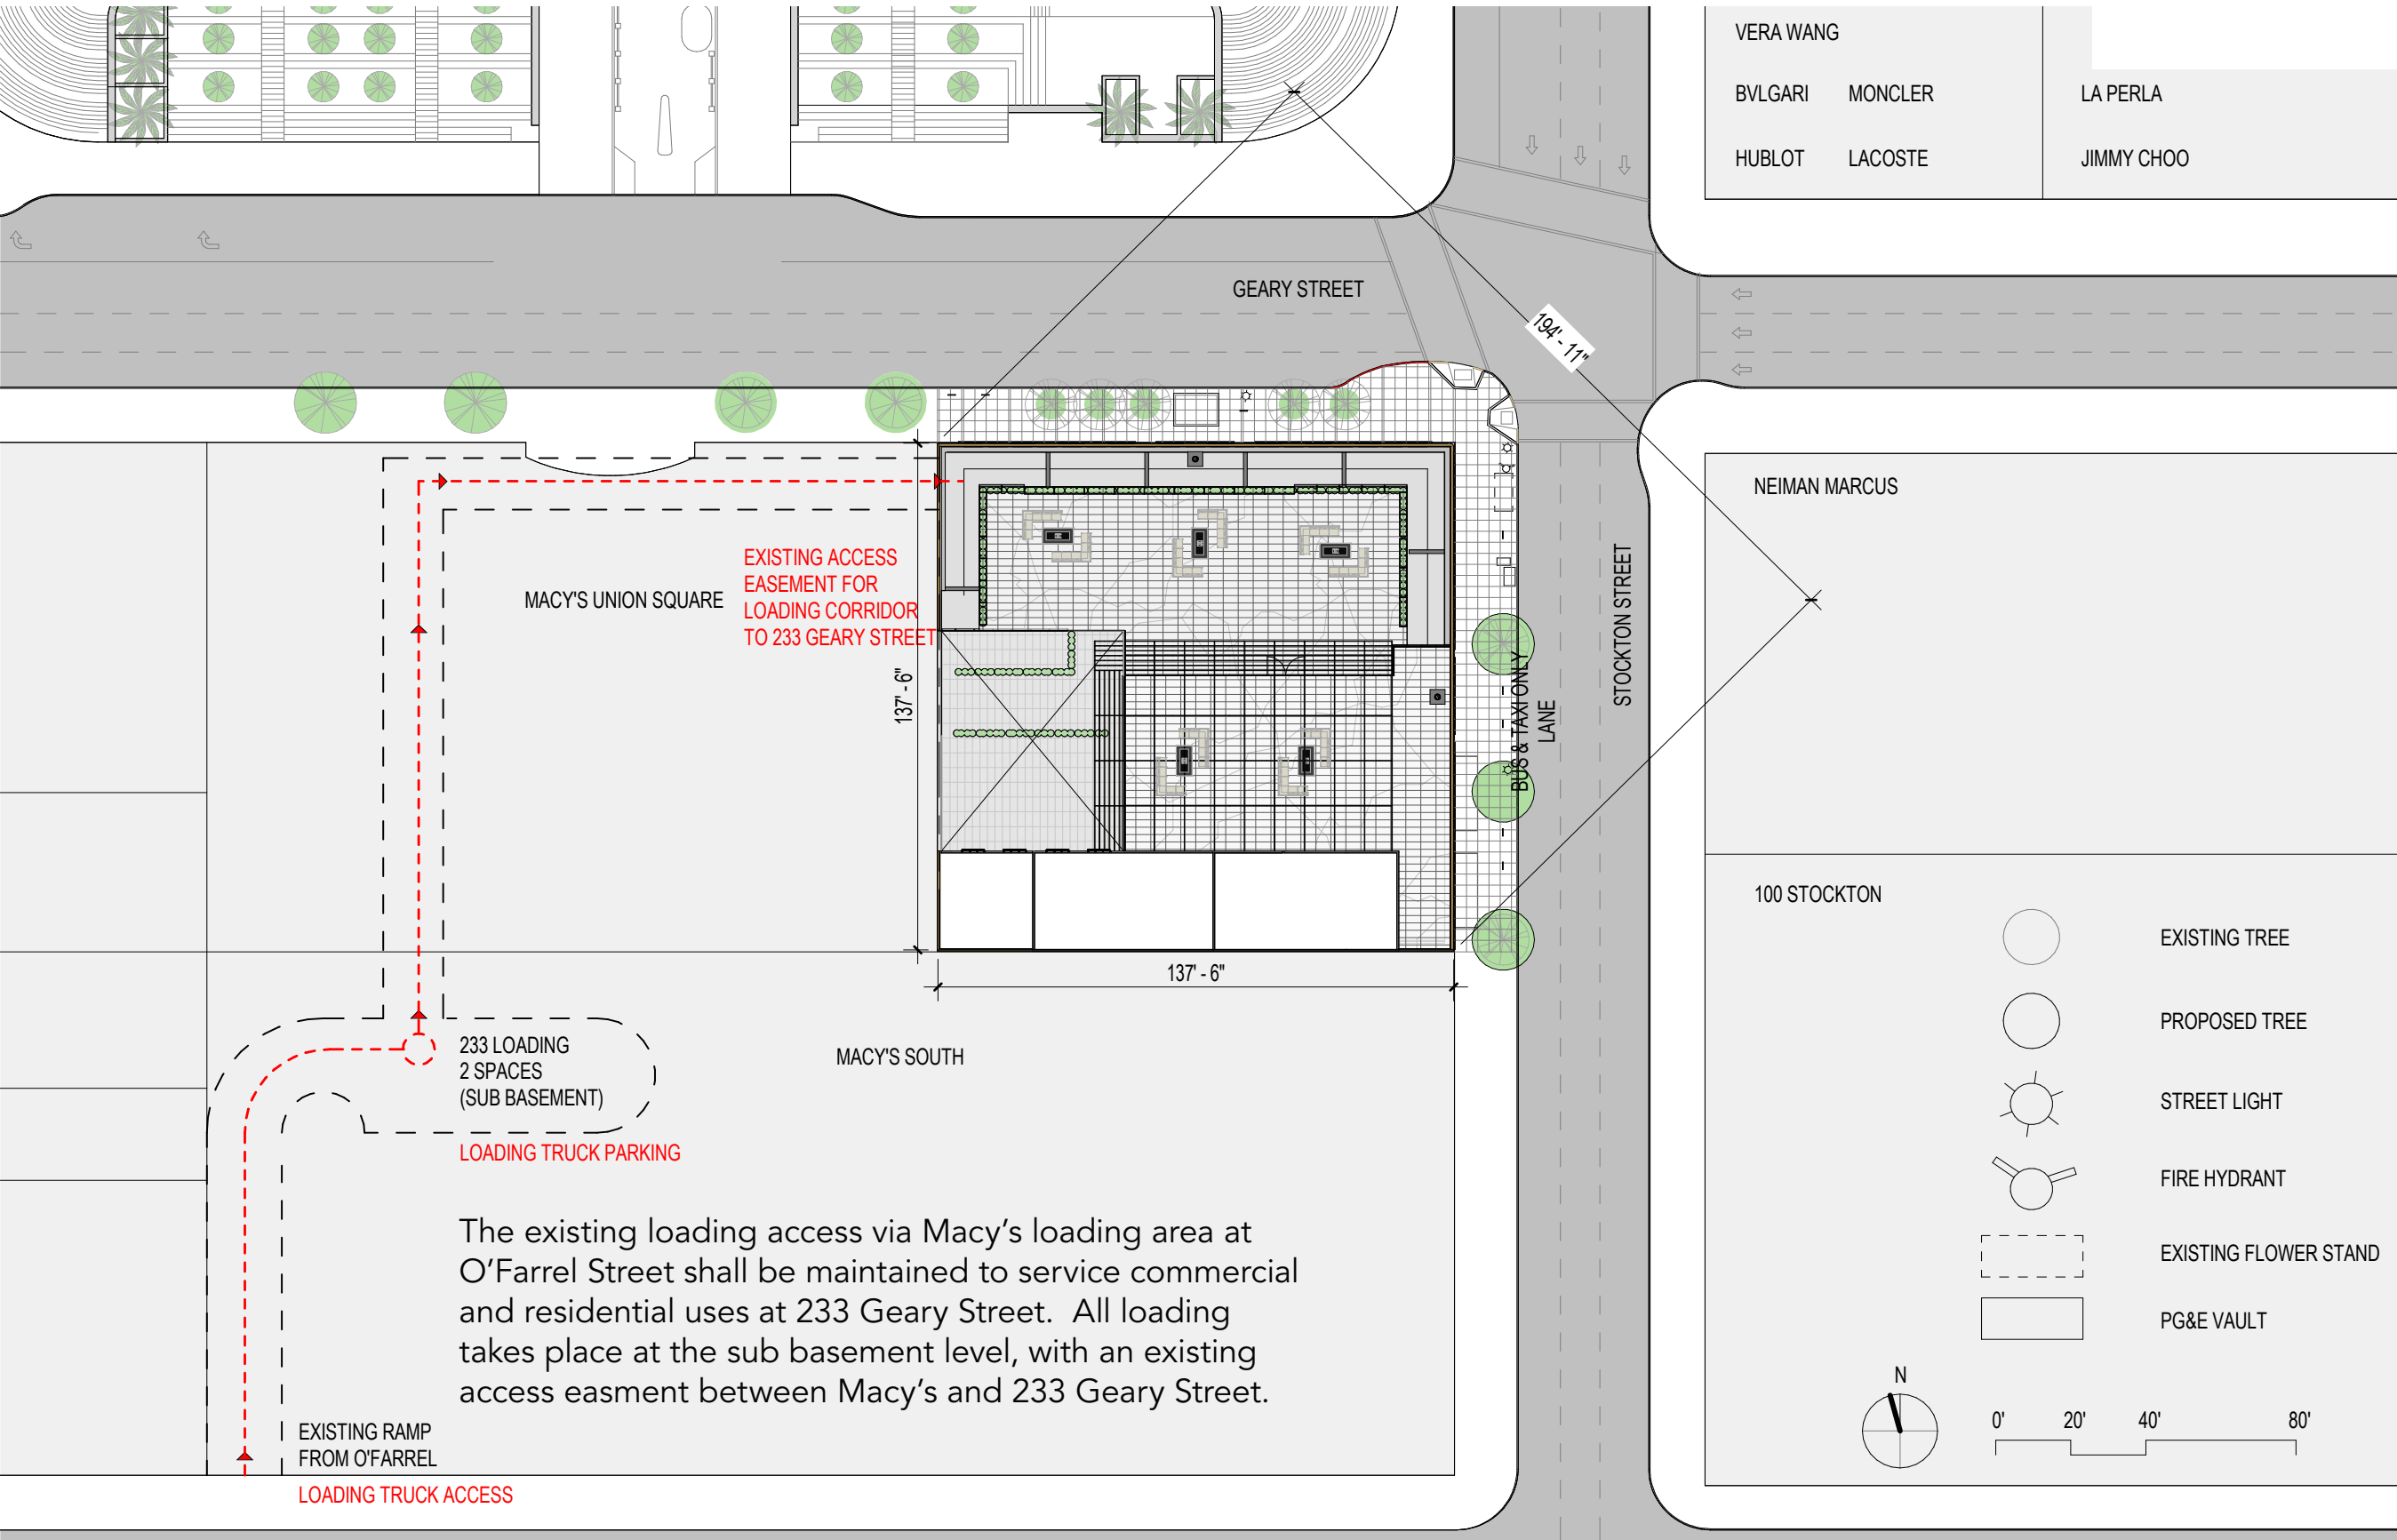 VERA WANG
BVLGARI MONCLER LA PERLA
HUBLOT LACOSTE JIMMY CHOO
GEARY STREET
194' - 11"
NEIMAN MARCUS
EXISTING ACCESS
EASEMENT FOR
LOADING CORRIDOR
TO 233 GEARY STREET
MACY'S UNION SQUARE
STOCKTON STREET
BUS & TAXI ONLY
LANE
137' - 6"
137' - 6"
100 STOCKTON
EXISTING TREE
PROPOSED TREE
STREET LIGHT
FIRE HYDRANT
EXISTING FLOWER STAND
PG&E VAULT
233 LOADING
2 SPACES
(SUB BASEMENT)
MACY'S SOUTH
LOADING TRUCK PARKING
The existing loading access via Macy's loading area at
O'Farrel Street shall be maintained to service commercial
and residential uses at 233 Geary Street.  All loading
takes place at the sub basement level, with an existing
access easment between Macy's and 233 Geary Street.
N
0' 20' 40' 80'
EXISTING RAMP
FROM O'FARREL
LOADING TRUCK ACCESS